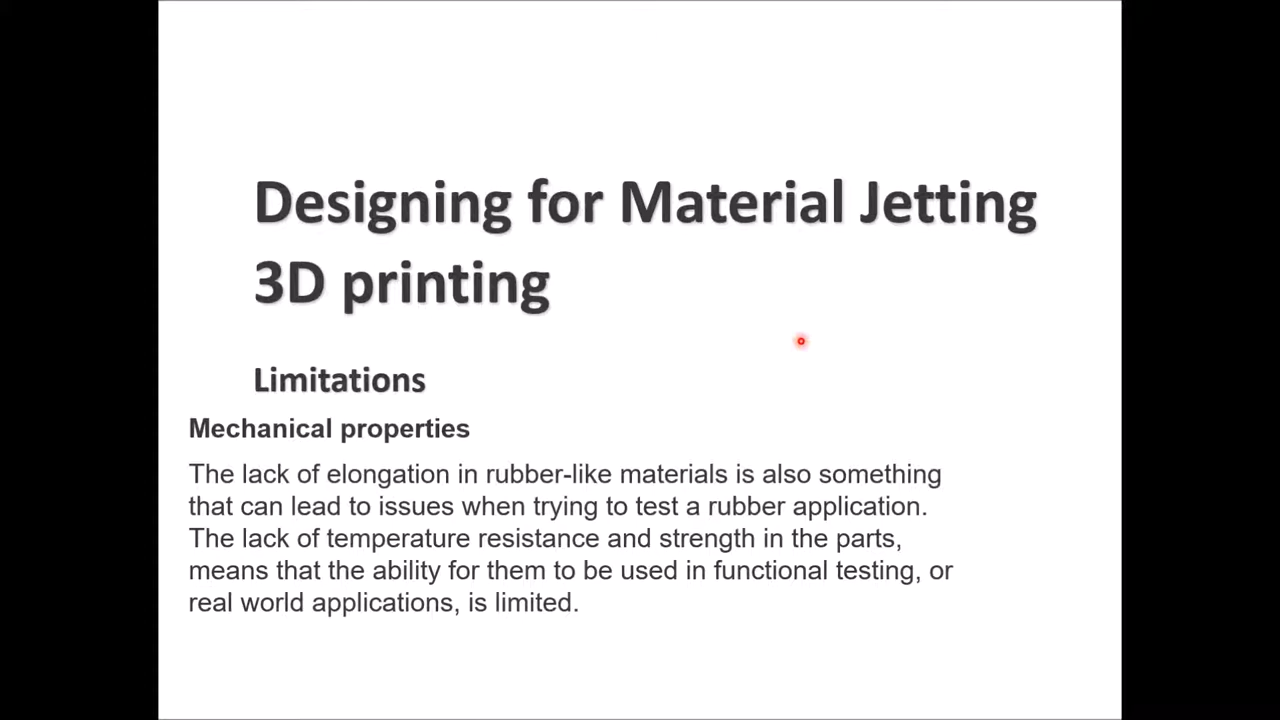 Designing for Material Jetting
3D printing
Limitations
Mechanical properties
The lack of elongation in rubber-like materials is also something
that can lead to issues when trying to test a rubber application.
The lack of temperature resistance and strength in the parts,
means that the ability for them to be used in functional testing, or
real world applications, is limited.